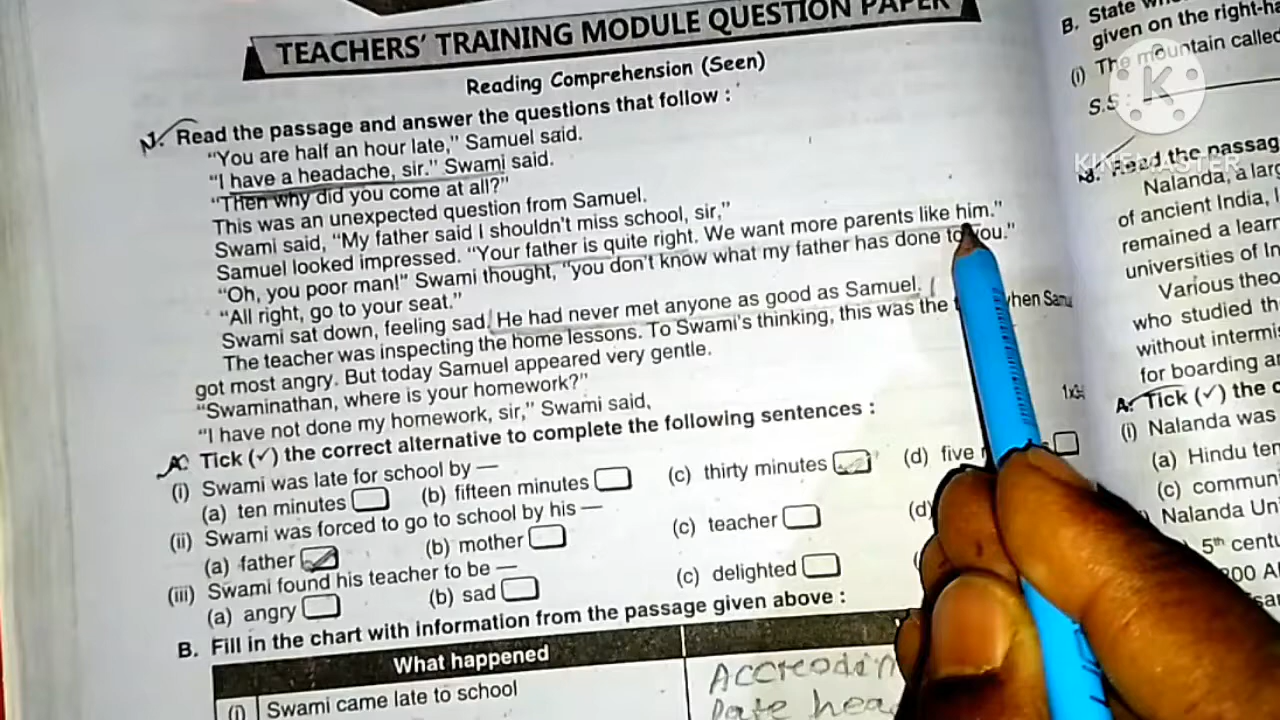 TEACHERS' TRAINING MODULE QUESTION PAPER
Reading Comprehension (Seen)
1. Read the passage and answer the questions that follow :
"You are half an hour late," Samuel said.
"I have a headache, sir." Swami said.
"Then why did you come at all?"
This was an unexpected question from Samuel.
Swami said, "My father said I shouldn't miss school, sir,"
Samuel looked impressed. "Your father is quite right. We want more parents like him."
"Oh, you poor man!" Swami thought, "you don't know what my father has done to you."
"All right, go to your seat."
Swami sat down, feeling sad. He had never met anyone as good as Samuel.
The teacher was inspecting the home lessons. To Swami's thinking, this was the when Samu
got most angry. But today Samuel appeared very gentle.
"Swaminathan, where is your homework?"
"I have not done my homework, sir," Swami said,
A. Tick (✓) the correct alternative to complete the following sentences :
(i) Swami was late for school by —
(a) ten minutes (b) fifteen minutes (c) thirty minutes (d) five
(ii) Swami was forced to go to school by his —
(a) father (b) mother (c) teacher (d)
(iii) Swami found his teacher to be —
(a) angry (b) sad (c) delighted
B. Fill in the chart with information from the passage given above :
What happened
(i) Swami came late to school
B. State
given on the right-ha
(i) The mountain called
S.S :
K
KINEMASTER
Read the passag
Nalanda, a larg
of ancient India,
remained a learn
universities of In
Various theo
who studied th
without intermis
for boarding an
A. Tick (✓) the c
(i) Nalanda was
(a) Hindu ten
(c) commun
Nalanda Un
5th centu